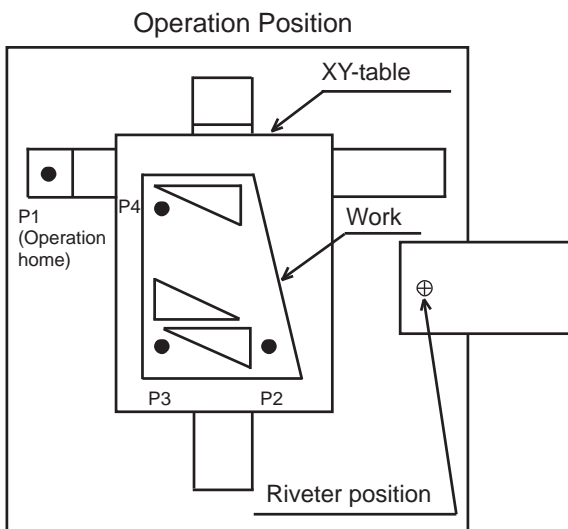 Operation Position
XY-table
P1
(Operation
home)
P4
Work
P3
P2
Riveter position